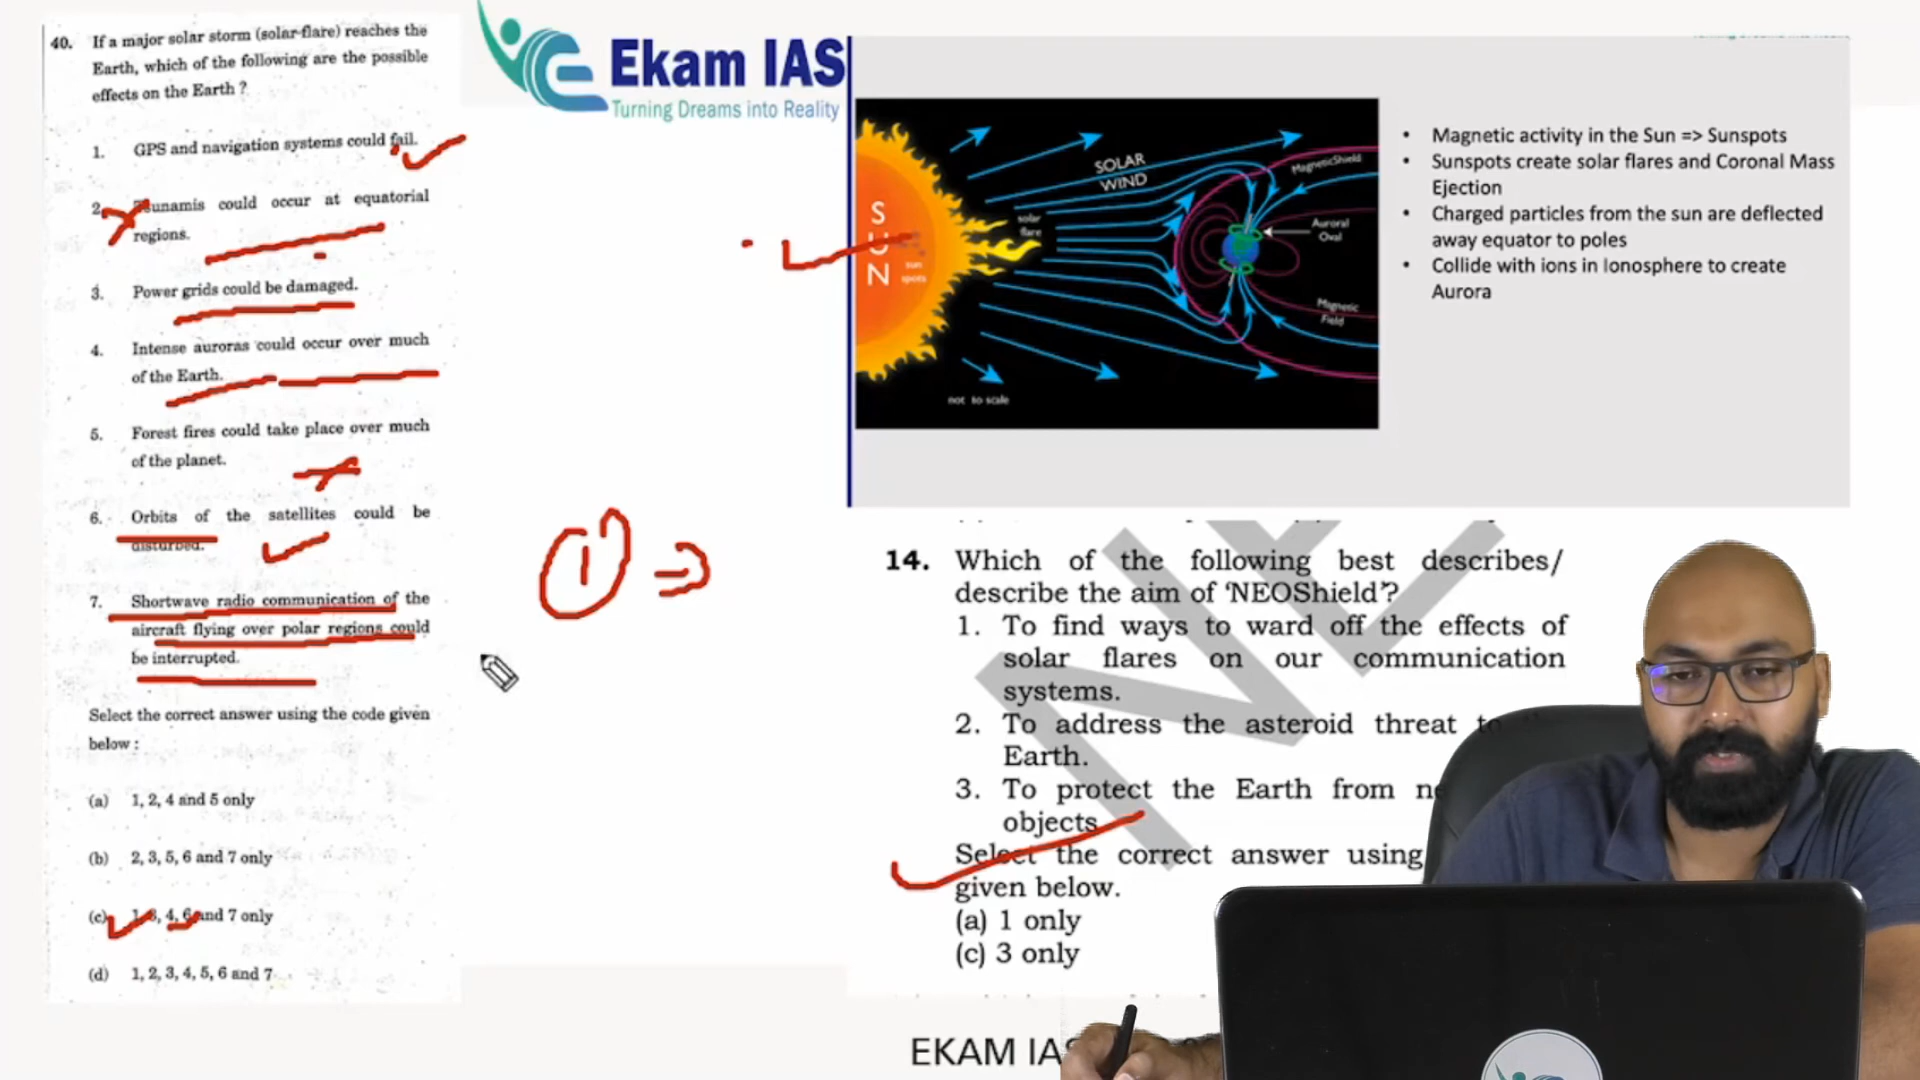 40. If a major solar storm (solar-flare) reaches the
Earth, which of the following are the possible
effects on the Earth ?
1. GPS and navigation systems could fail.
2. Tsunamis could occur at equatorial
regions.
3. Power grids could be damaged.
4. Intense auroras could occur over much
of the Earth.
5. Forest fires could take place over much
of the planet.
6. Orbits of the satellites could be
disturbed.
7. Shortwave radio communication of the
aircraft flying over polar regions could
be interrupted.
Select the correct answer using the code given
below :
(a) 1, 2, 4 and 5 only
(b) 2, 3, 5, 6 and 7 only
(c) 1, 3, 4, 6 and 7 only
(d) 1, 2, 3, 4, 5, 6 and 7
Ekam IAS
Turning Dreams into Reality
1
SUN
sun
spots
solar
flare
SOLAR
WIND
Magnetic Shield
Auroral
Oval
Magnetic
Field
not to scale
• Magnetic activity in the Sun => Sunspots
• Sunspots create solar flares and Coronal Mass
Ejection
• Charged particles from the sun are deflected
away equator to poles
• Collide with ions in Ionosphere to create
Aurora
14. Which of the following best describes/
describe the aim of ‘NEOShield’?
1. To find ways to ward off the effects of
solar flares on our communication
systems.
2. To address the asteroid threat
Earth.
3. To protect the Earth from
objects
Select the correct answer using
given below.
(a) 1 only
(c) 3 only
EKAM